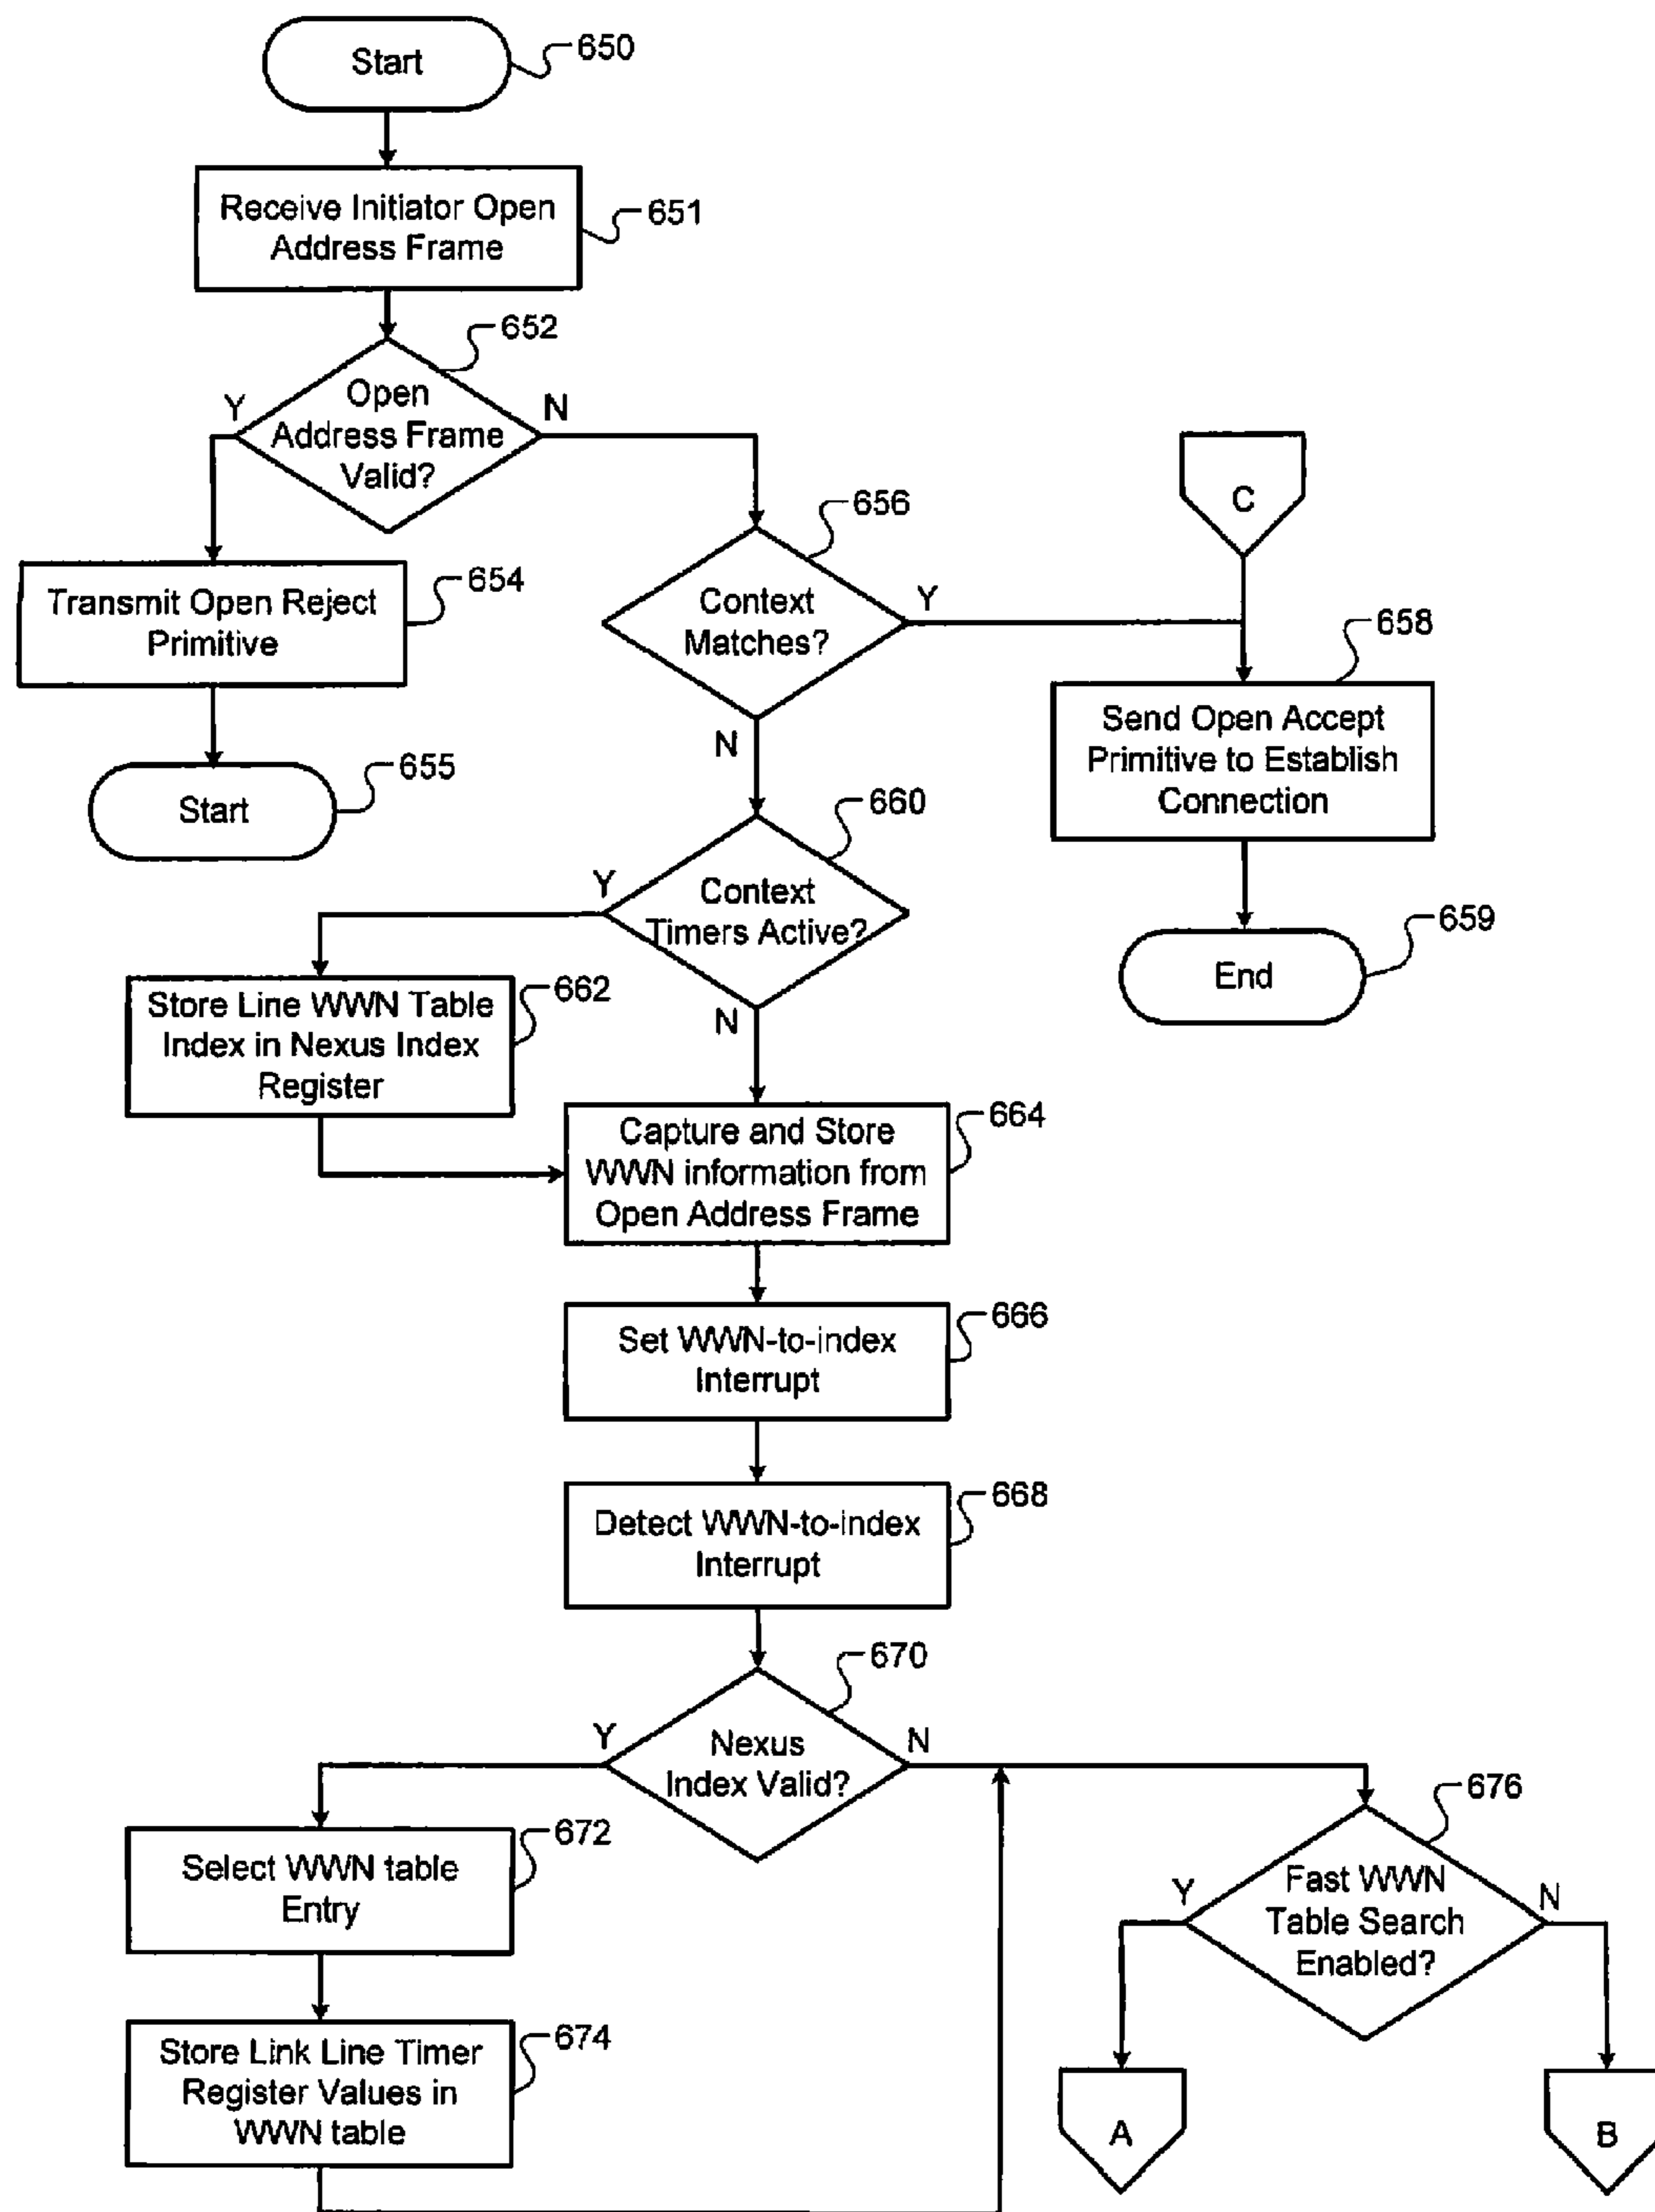 Start
650
Receive Initiator Open
Address Frame
651
652
Open
Address Frame
Valid?
Y
N
C
656
Context
Matches?
Y
N
654
Transmit Open Reject
Primitive
658
Send Open Accept
Primitive to Establish
Connection
655
Start
660
Context
Timers Active?
Y
N
659
End
662
Store Line WWN Table
Index in Nexus Index
Register
664
Capture and Store
WWN information from
Open Address Frame
666
Set WWN-to-index
Interrupt
668
Detect WWN-to-index
Interrupt
670
Nexus
Index Valid?
Y
N
676
Fast WWN
Table Search
Enabled?
Y
N
672
Select WWN table
Entry
674
Store Link Line Timer
Register Values in
WWN table
A
B